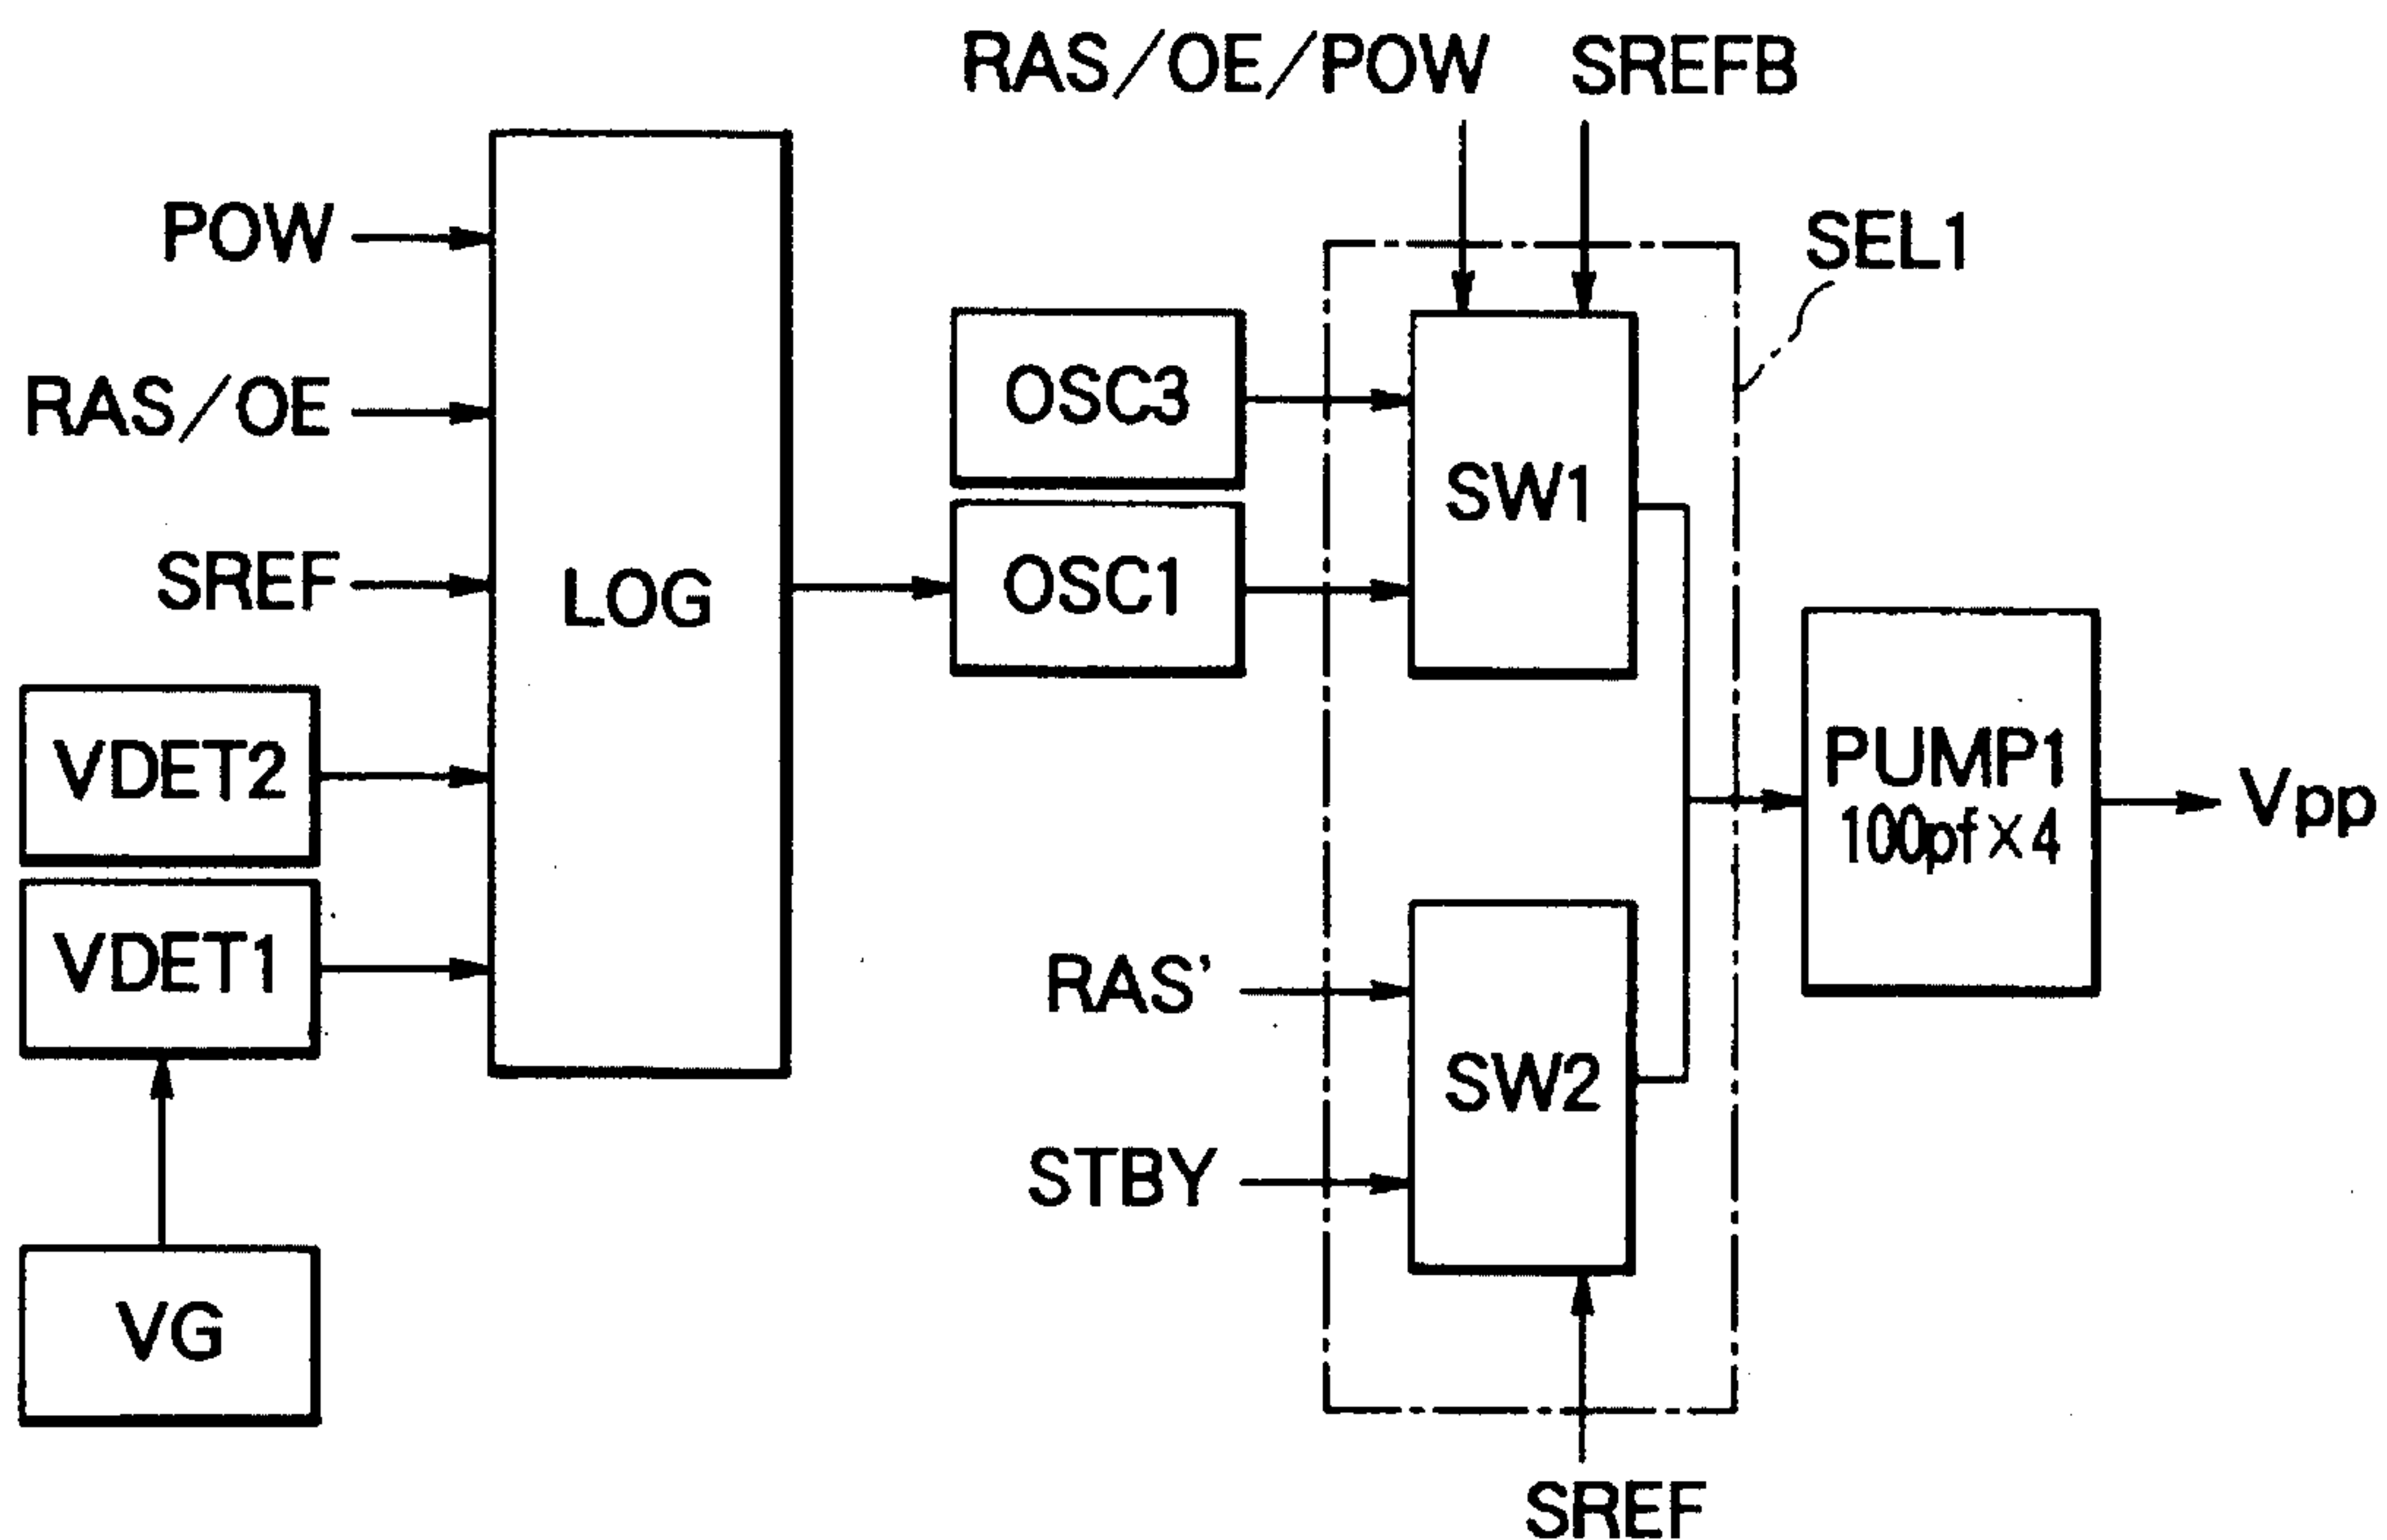 RAS/OE/POW
SREFB
POW
SEL1
RAS/OE
OSC3
SW1
SREF
LOG
OSC1
VDET2
PUMP1
100pf×4
Vpp
VDET1
RAS'
SW2
STBY
VG
SREF